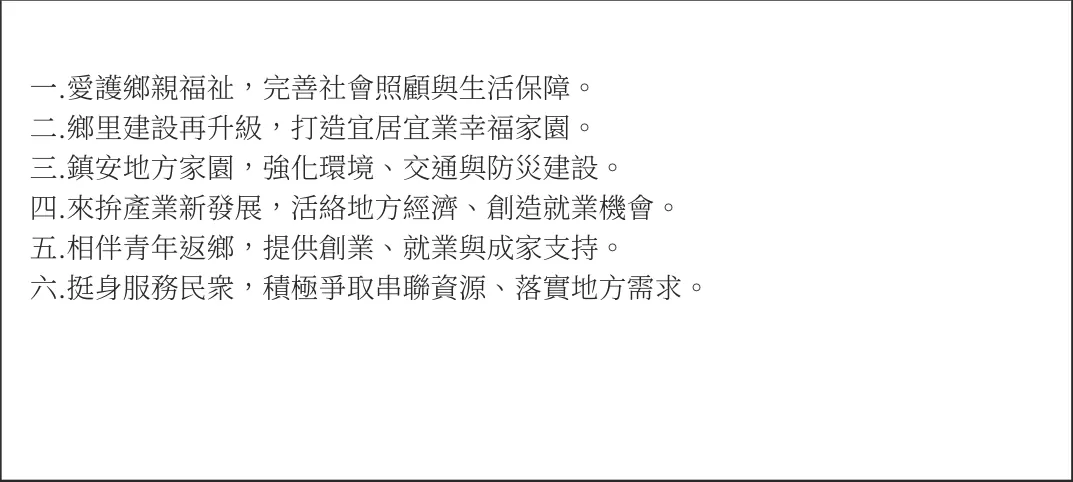 一.愛護鄉親福祉，完善社會照顧與生活保障。
二.鄉里建設再升級，打造宜居宜業幸福家園。
三.鎮安地方家園，強化環境、交通與防災建設。
四.來拚產業新發展，活絡地方經濟、創造就業機會。
五.相伴青年返鄉，提供創業、就業與成家支持。
六.挺身服務民眾，積極爭取串聯資源、落實地方需求。